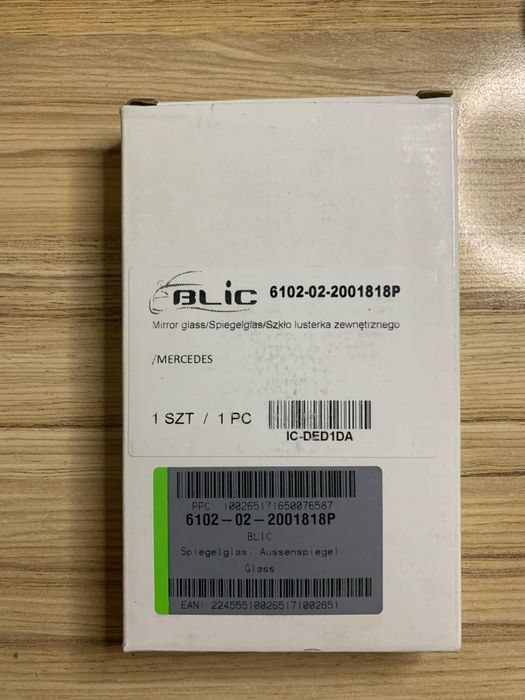 BLIC 6102-02-2001818P
Mirror glass/Spiegelglas/Szkło lusterka zewnętrznego
/MERCEDES
1 SZT / 1 PC
IC-DED1DA
PPC: 100265171650076587
6102-02-2001818P
BLIC
Spiegelglas, Aussenspiegel
Glass
EAN: 224555100265171002651